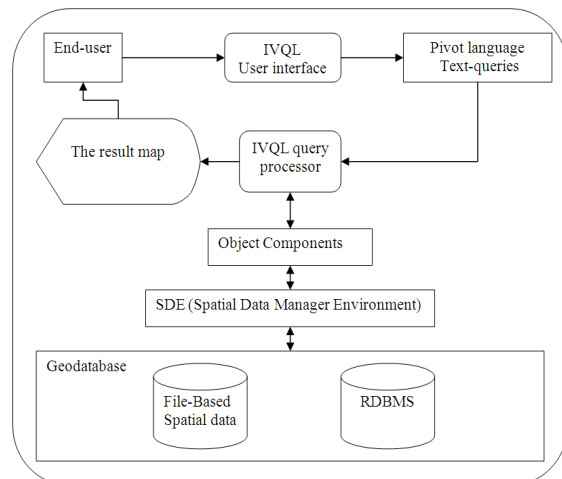 End-user
IVQL
User interface
Pivot language
Text-queries
The result map
IVQL query
processor
Object Components
SDE (Spatial Data Manager Environment)
Geodatabase
File-Based
Spatial data
RDBMS